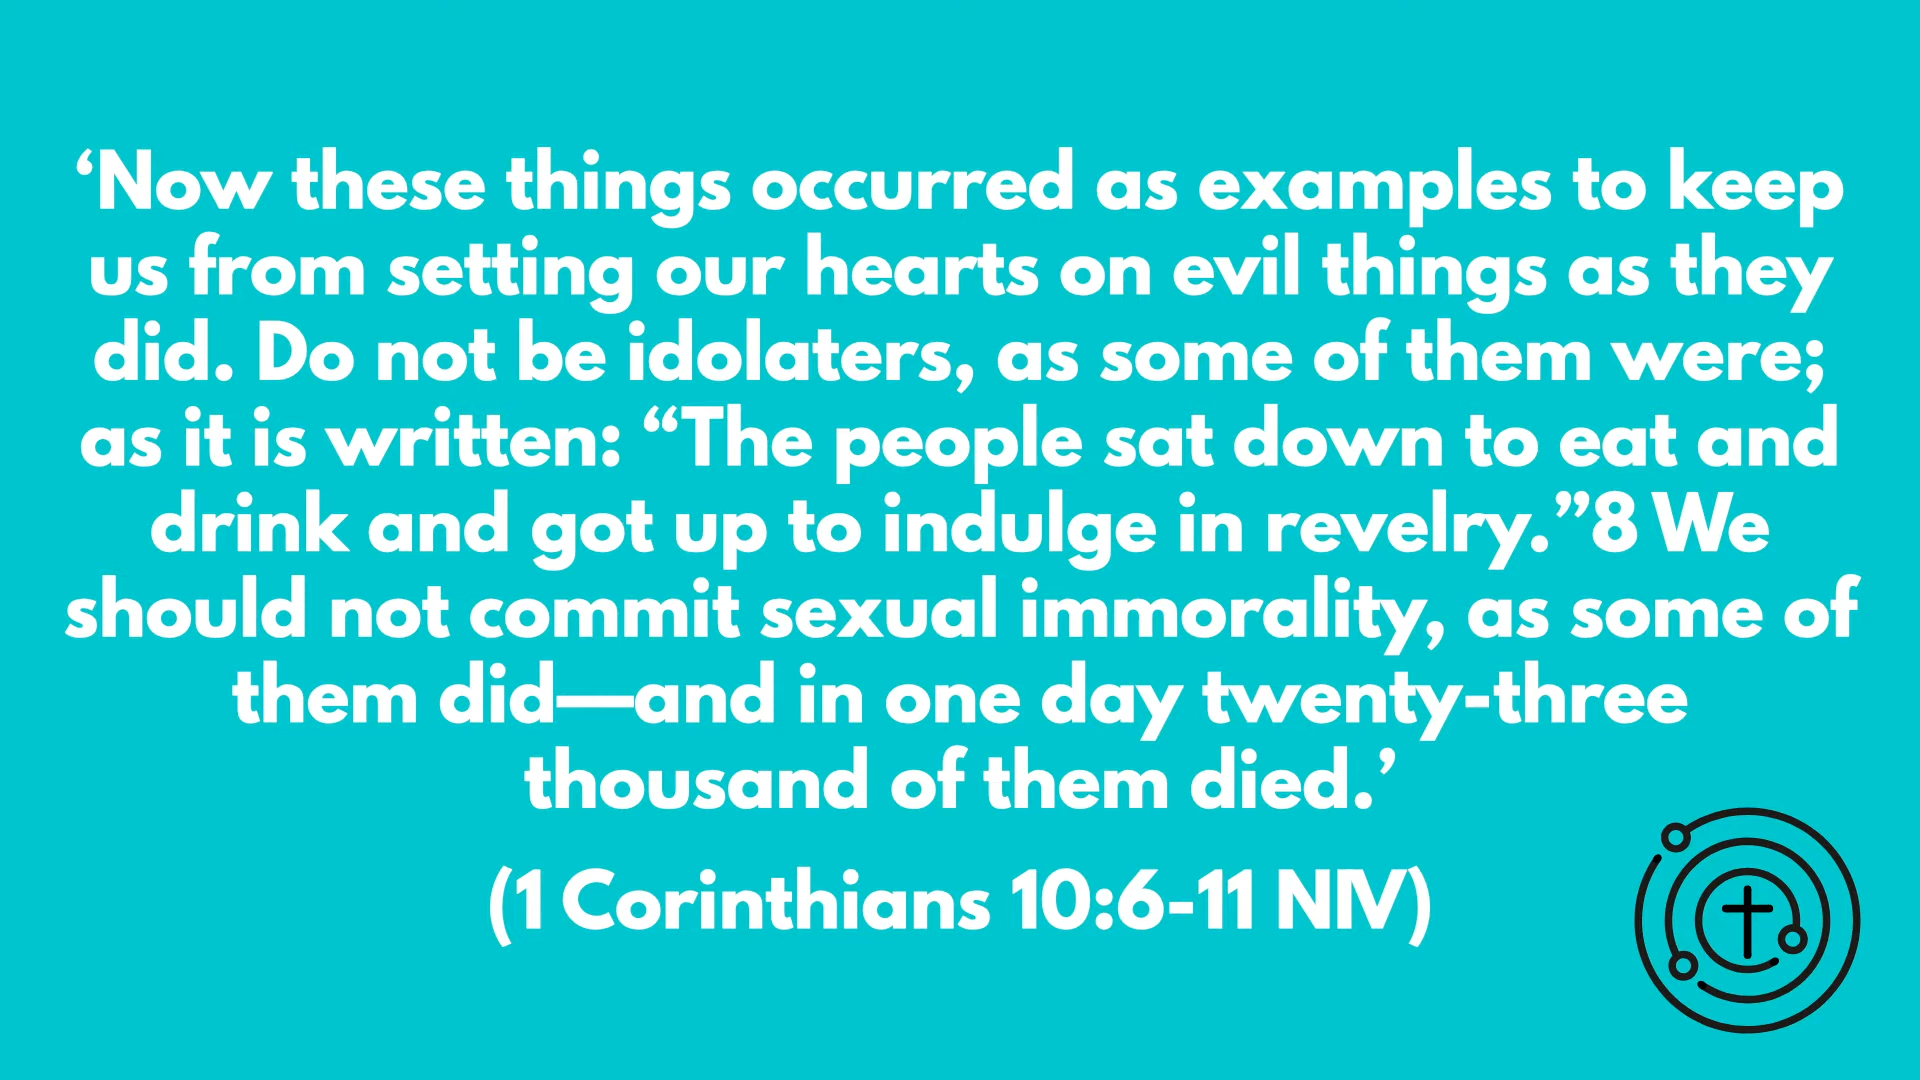 ‘Now these things occurred as examples to keep
us from setting our hearts on evil things as they
did. Do not be idolaters, as some of them were;
as it is written: “The people sat down to eat and
drink and got up to indulge in revelry.”8 We
should not commit sexual immorality, as some of
them did—and in one day twenty-three
thousand of them died.’
(1 Corinthians 10:6-11 NIV)